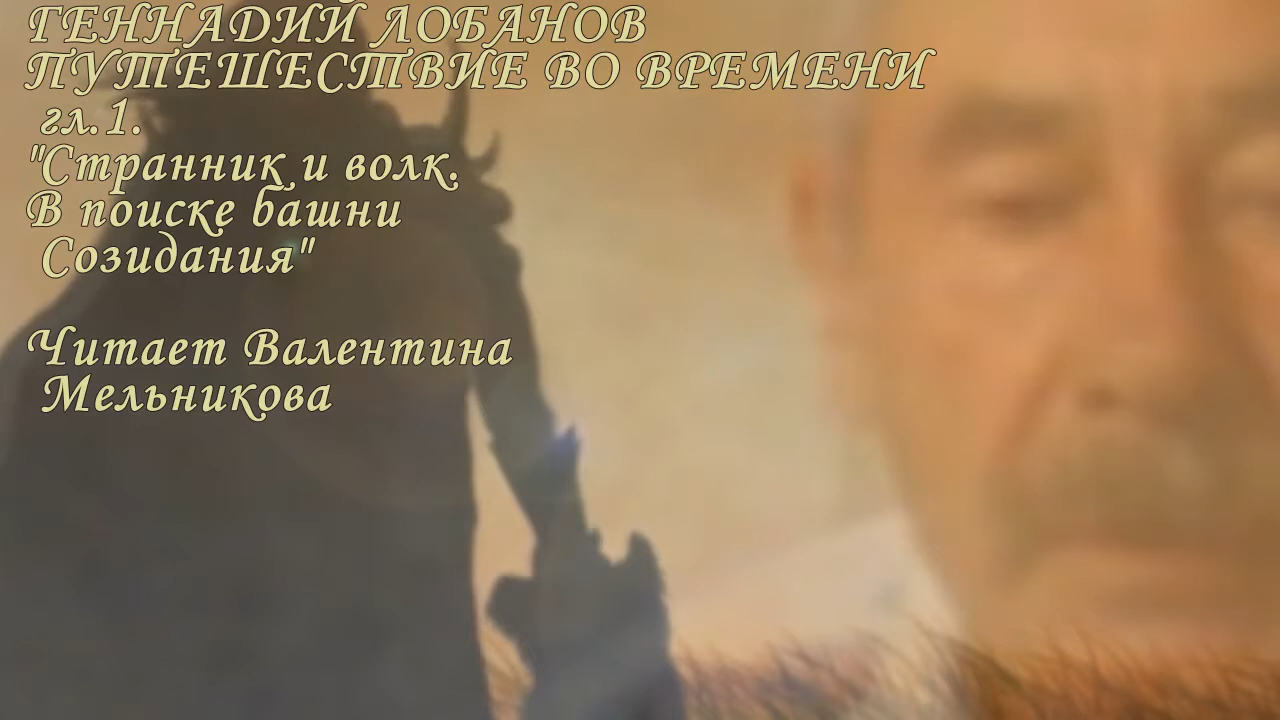 ГЕННАДИЙ ЛОБАНОВ
ПУТЕШЕСТВИЕ ВО ВРЕМЕНИ
гл.1.
"Странник и волк.
В поиске башни
Созидания"
Читает Валентина
Мельникова